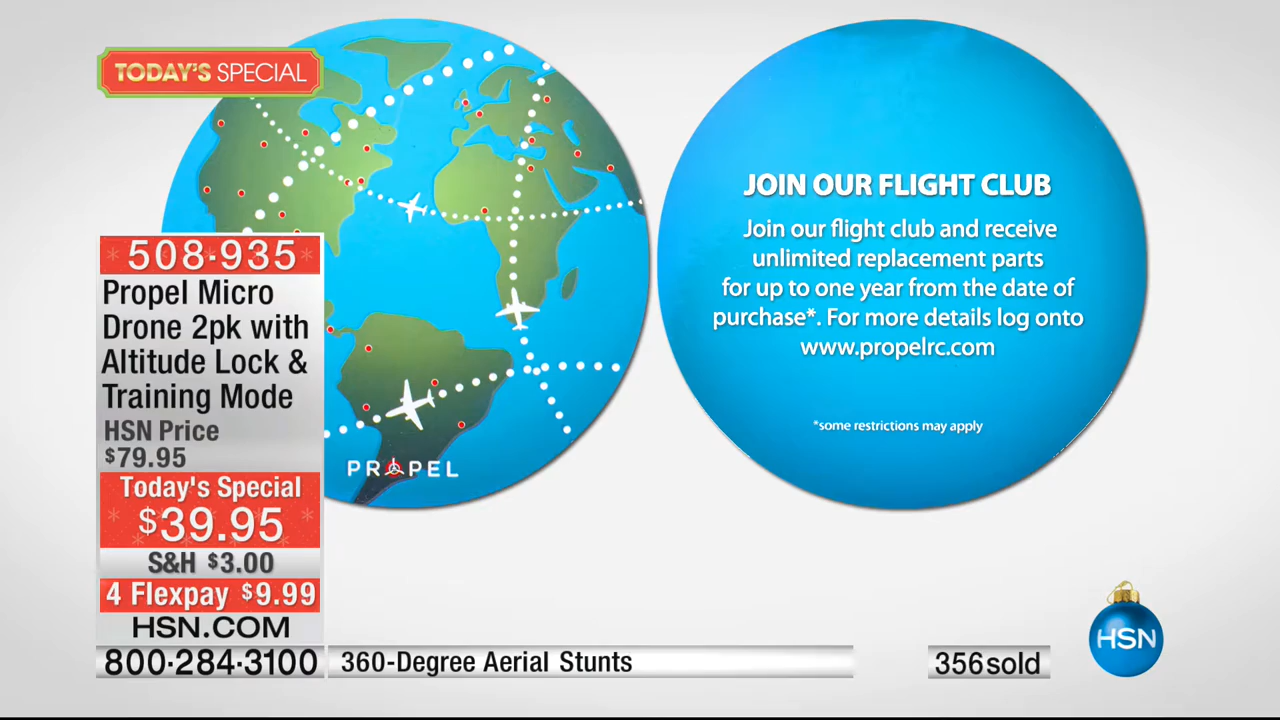 TODAY'S SPECIAL
508-935
Propel Micro
Drone 2pk with
Altitude Lock &
Training Mode
HSN Price
$79.95
Today's Special
$39.95
S&H $3.00
4 Flexpay $9.99
HSN.COM
800-284-3100
360-Degree Aerial Stunts
356 sold
HSN
PROPEL
JOIN OUR FLIGHT CLUB
Join our flight club and receive
unlimited replacement parts
for up to one year from the date of
purchase*. For more details log onto
www.propelrc.com
*some restrictions may apply